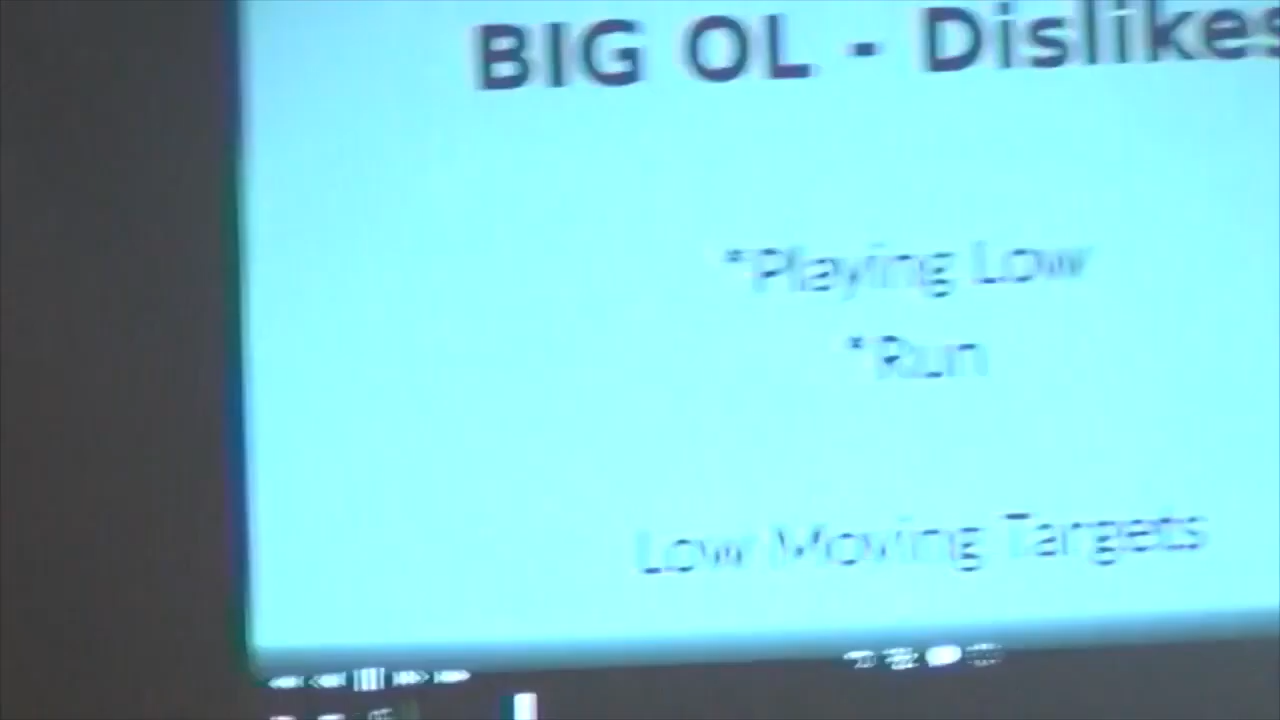 BIG OL - Dislikes
*Playing Low
*Run
Low Moving Targets